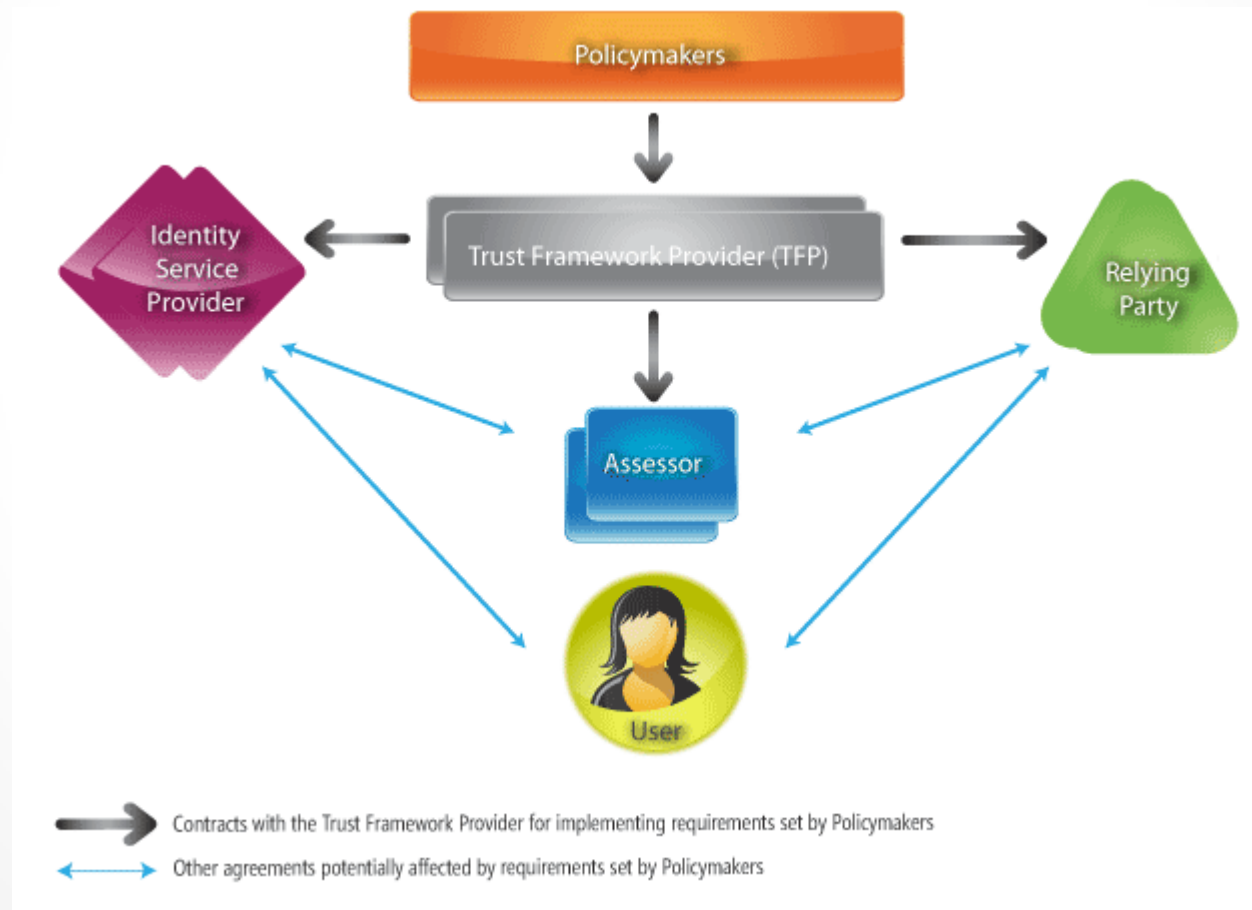 Policymakers
Trust Framework Provider (TFP)
Identity
Service
Provider
Relying
Party
Assessor
User
Contracts with the Trust Framework Provider for implementing requirements set by Policymakers
Other agreements potentially affected by requirements set by Policymakers